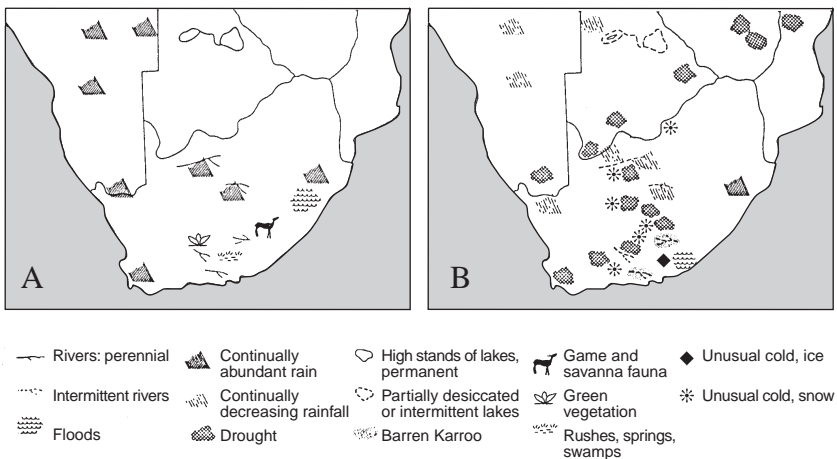 A
B
Rivers: perennial
Intermittent rivers
Floods
Continually
abundant rain
Continually
decreasing rainfall
Drought
High stands of lakes,
permanent
Partially desiccated
or intermittent lakes
Barren Karroo
Game and
savanna fauna
Green
vegetation
Rushes, springs,
swamps
Unusual cold, ice
Unusual cold, snow